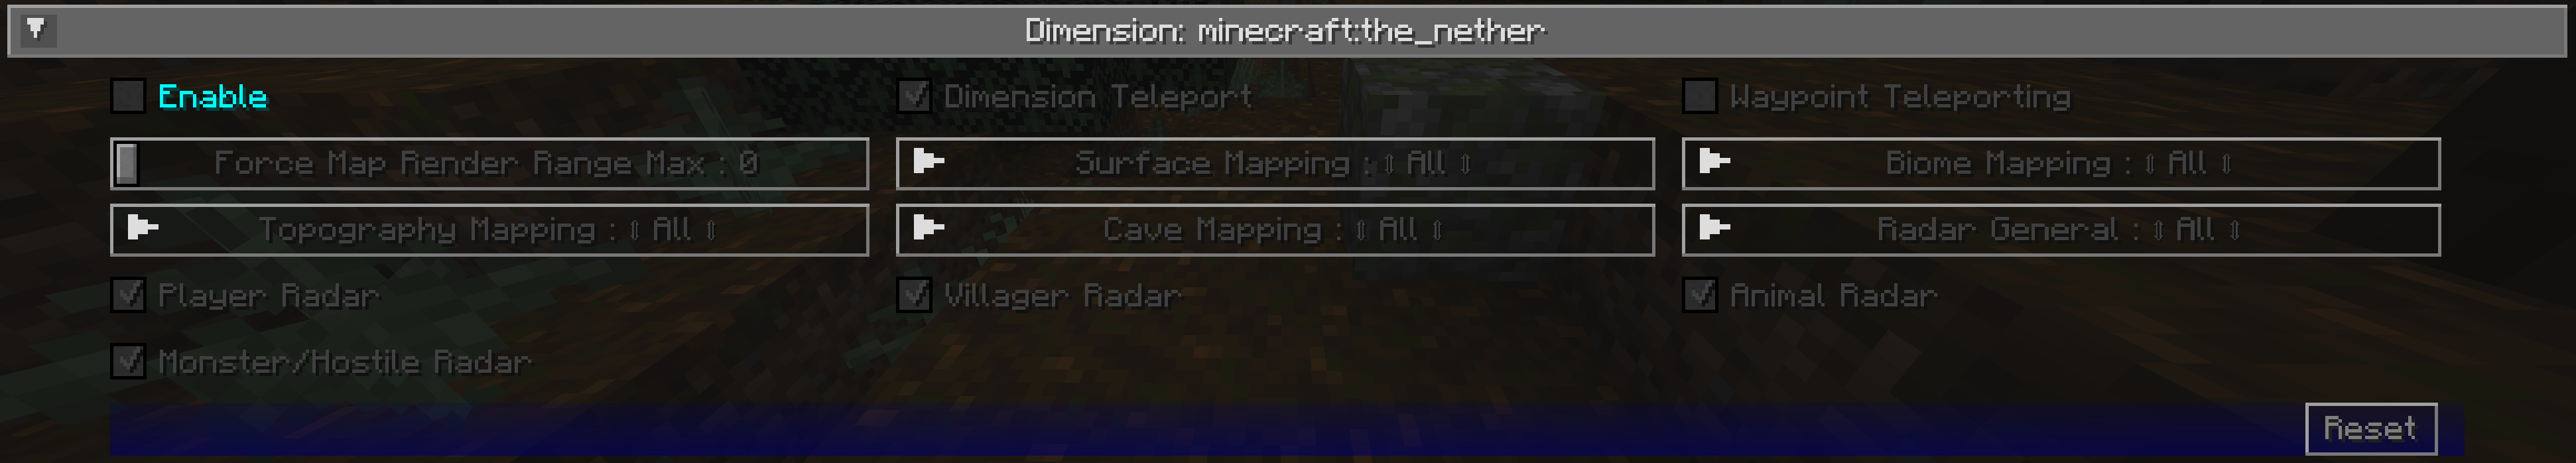 Dimension: minecraft:the_nether
Enable
Dimension Teleport
Waypoint Teleporting
Force Map Render Range Max : 0
Surface Mapping : ⇕ All ⇕
Biome Mapping : ⇕ All ⇕
Topography Mapping : ⇕ All ⇕
Cave Mapping : ⇕ All ⇕
Radar General : ⇕ All ⇕
Player Radar
Villager Radar
Animal Radar
Monster/Hostile Radar
Reset